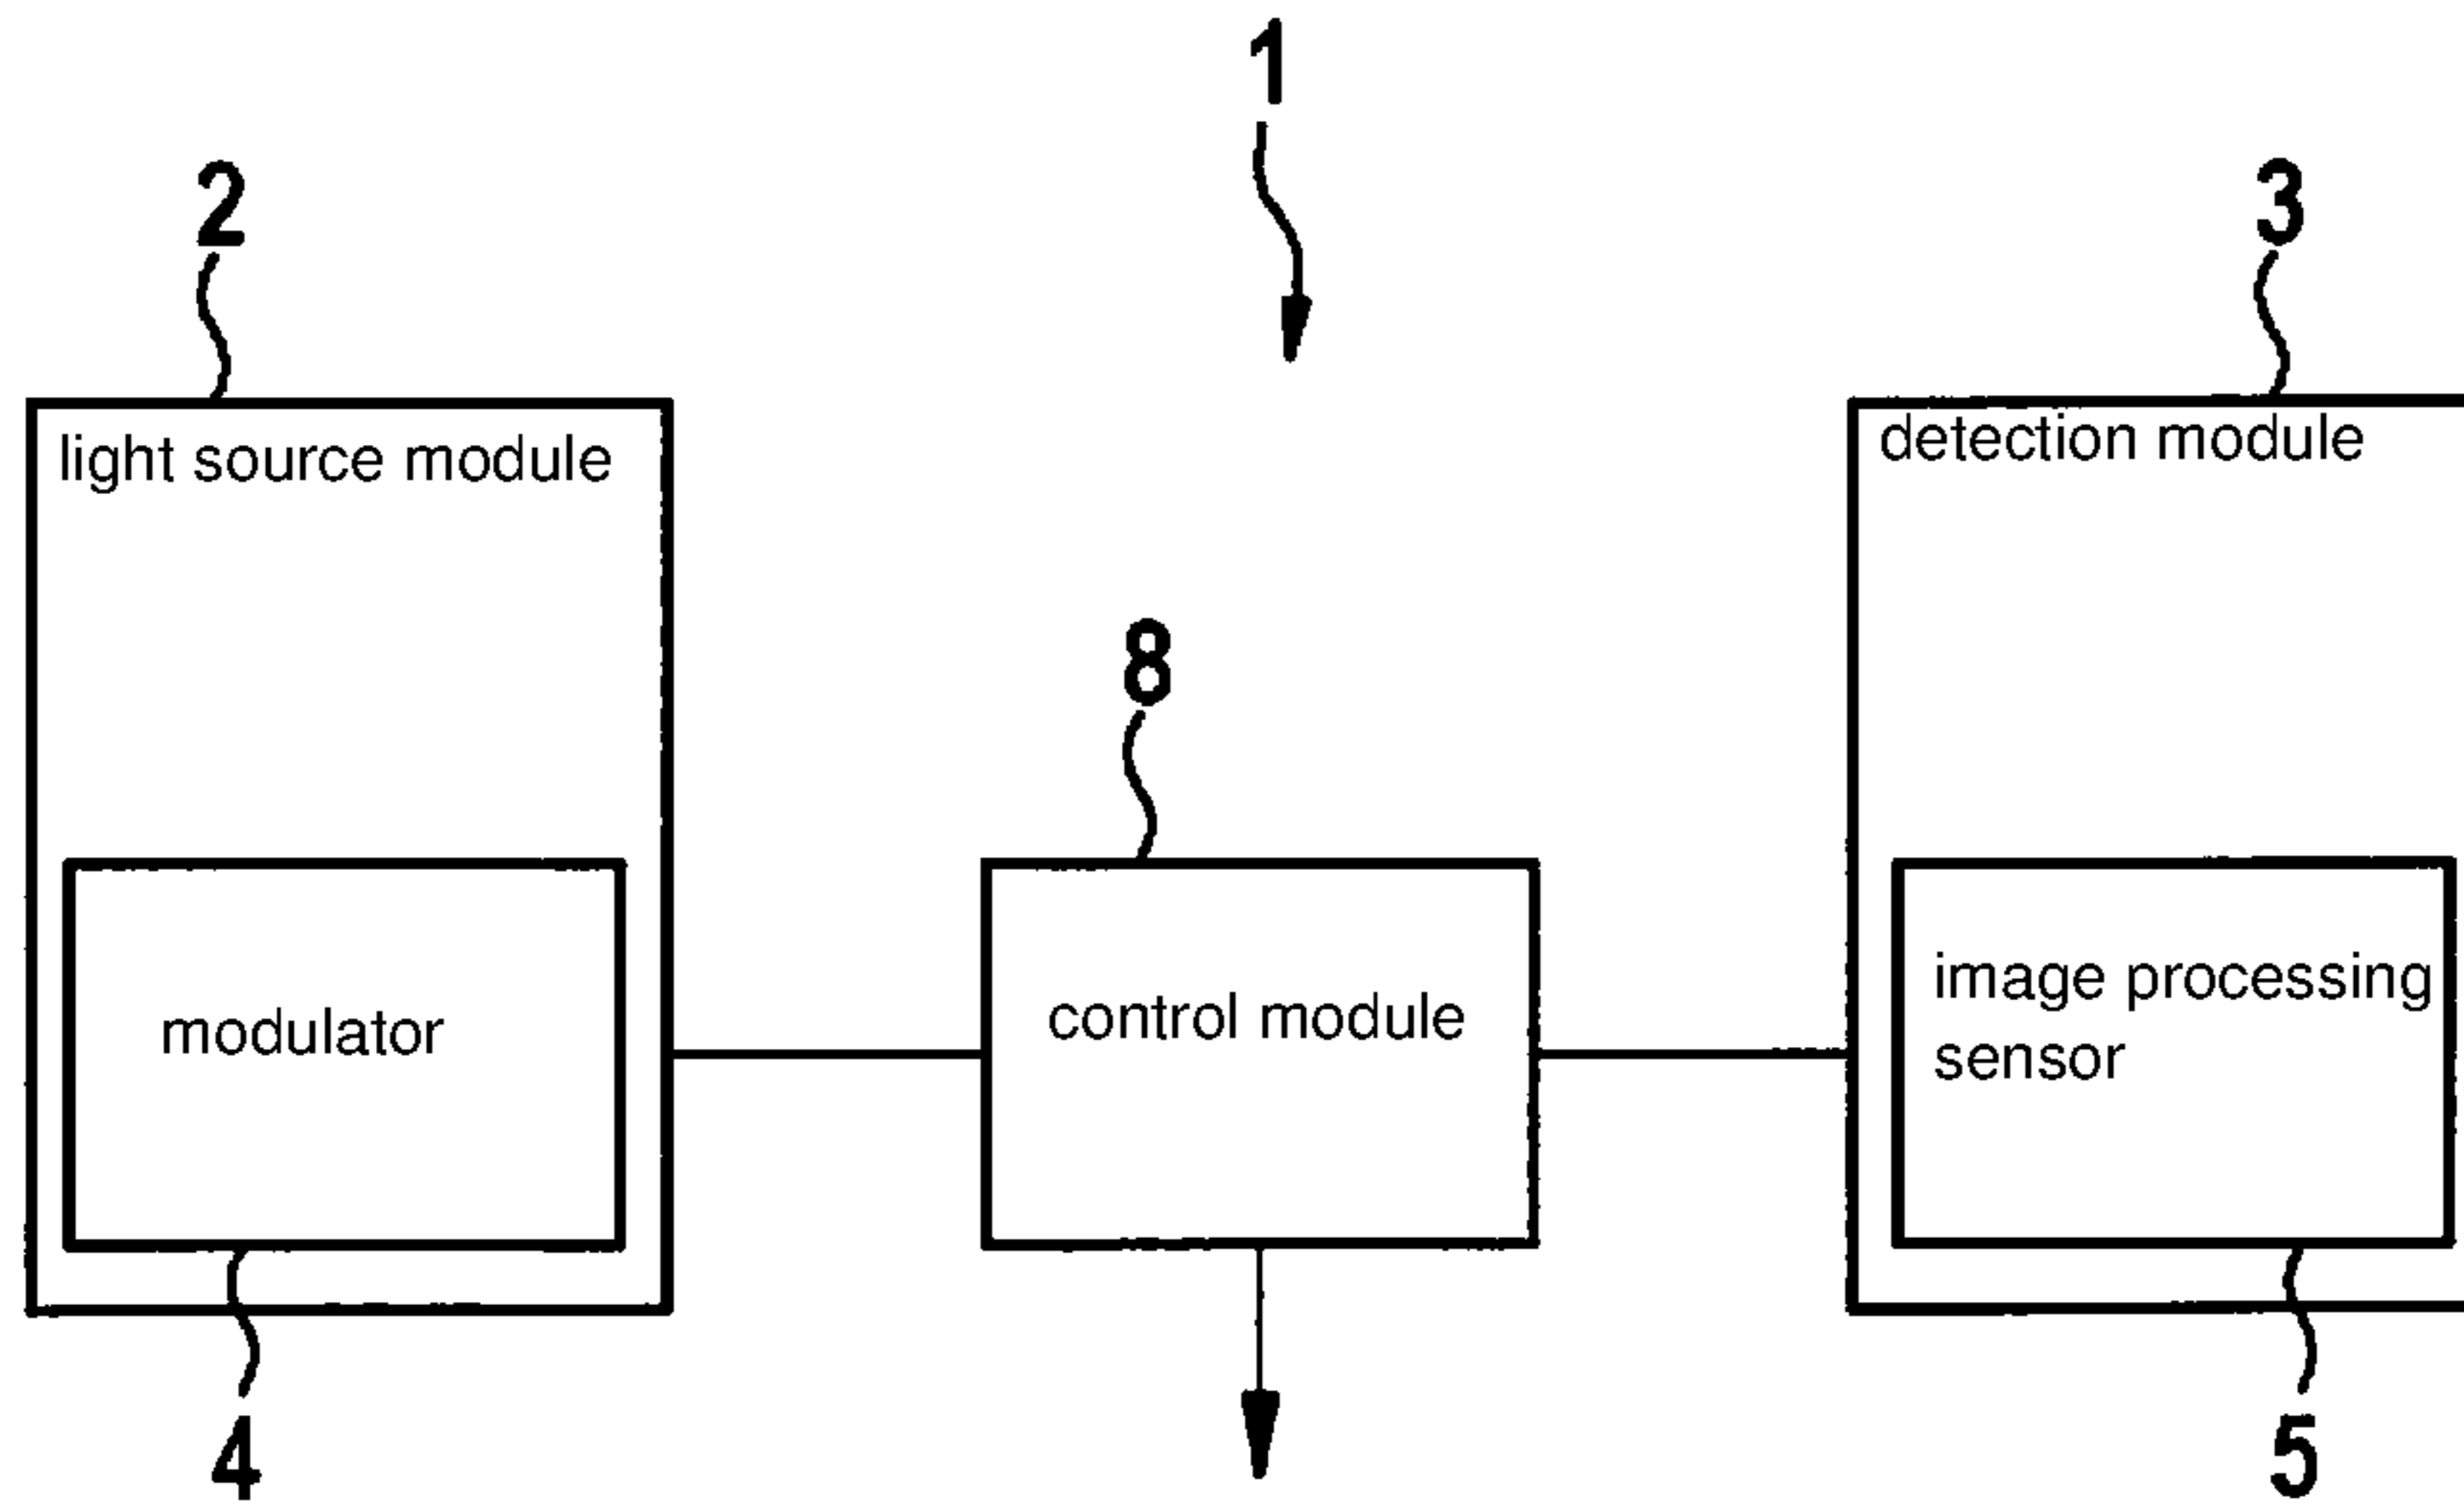 1
2
3
light source module
detection module
8
modulator
control module
image processing
sensor
4
5